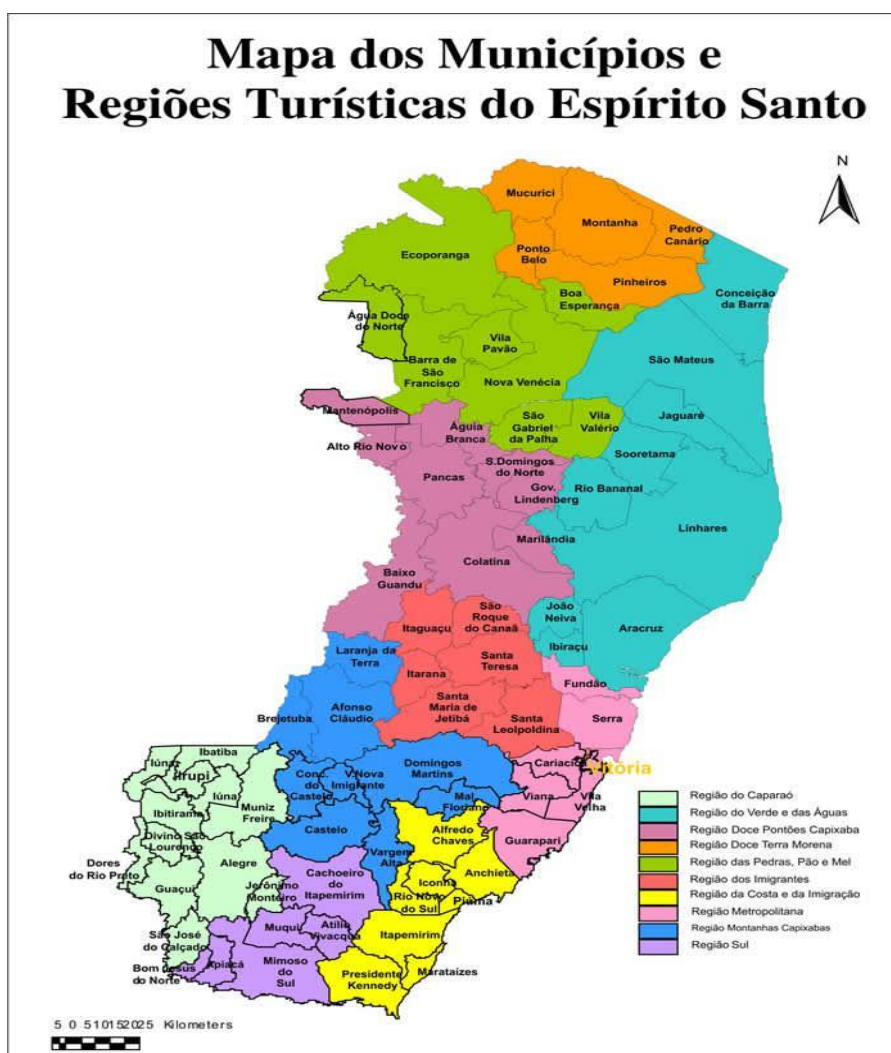 Mapa dos Municípios e
Regiões Turísticas do Espírito Santo
N
Mucurici
Montanha
Pedro
Canário
Ecoporanga
Ponto
Belo
Pinheiros
Boa
Esperança
Conceição
da Barra
Água Doce
do Norte
Vila
Pavão
Barra de
São
Francisco
Nova Venécia
São Mateus
Mantenópolis
Alto Rio Novo
Águia
Branca
São
Gabriel
da Palha
Vila
Valério
Jaguaré
Sooretama
Pancas
S.Domingos
do Norte
Gov.
Lindenberg
Rio Bananal
Linhares
Marilândia
Colatina
Baixo
Guandu
João
Neiva
Aracruz
Ibiraçu
Itaguaçu
São
Roque
do Canaã
Laranja da
Terra
Itarana
Santa
Teresa
Fundão
Brejetuba
Afonso
Cláudio
Santa
Maria de
Jetibá
Santa
Leolpoldina
Serra
Vitória
Ibatiba
Iúna
Irupi
Iúna
Muniz
Freire
Ibitirama
Divino São
Lourenço
Dores
do Rio Preto
Guaçui
Alegre
Jerônimo
Monteiro
São José
do Calçado
Bom Jesus
do Norte
Apiacá
Conc.
do
Castelo
V.Nova
Imigrante
Domingos
Martins
Mal.
Floriano
Castelo
Vargem
Alta
Cariacica
Viana
Vila
Velha
Guarapari
Alfredo
Chaves
Anchieta
Iconha
Rio Novo
do Sul
Piúma
Cachoeiro
do
Itapemirim
Muqui
Atílio
Vivacqua
Mimoso
do
Sul
Itapemirim
Presidente
Kennedy
Marataízes
Região do Caparaó
Região do Verde e das Águas
Região Doce Pontões Capixaba
Região Doce Terra Morena
Região das Pedras, Pão e Mel
Região dos Imigrantes
Região da Costa e da Imigração
Região Metropolitana
Região Montanhas Capixabas
Região Sul
5 0 510152025 Kilometers